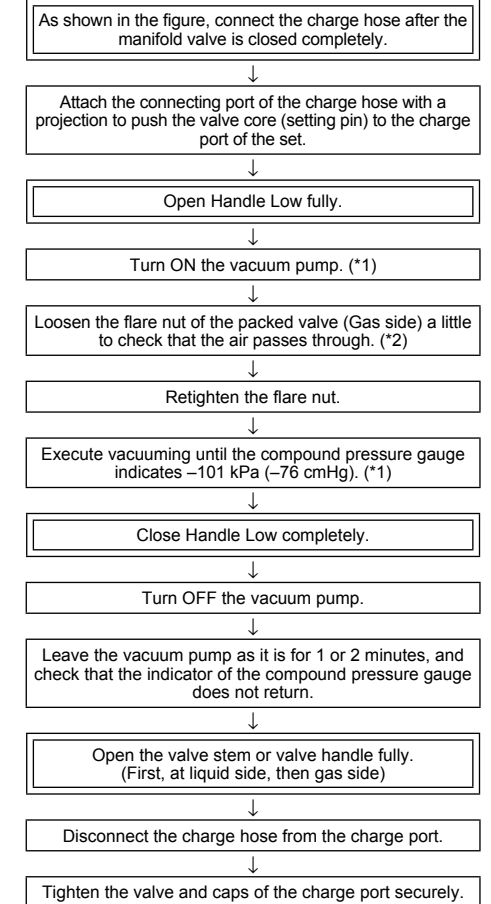 As shown in the figure, connect the charge hose after the
manifold valve is closed completely.
↓
Attach the connecting port of the charge hose with a
projection to push the valve core (setting pin) to the charge
port of the set.
↓
Open Handle Low fully.
↓
Turn ON the vacuum pump. (*1)
↓
Loosen the flare nut of the packed valve (Gas side) a little
to check that the air passes through. (*2)
↓
Retighten the flare nut.
↓
Execute vacuuming until the compound pressure gauge
indicates –101 kPa (–76 cmHg). (*1)
↓
Close Handle Low completely.
↓
Turn OFF the vacuum pump.
↓
Leave the vacuum pump as it is for 1 or 2 minutes, and
check that the indicator of the compound pressure gauge
does not return.
↓
Open the valve stem or valve handle fully.
(First, at liquid side, then gas side)
↓
Disconnect the charge hose from the charge port.
↓
Tighten the valve and caps of the charge port securely.